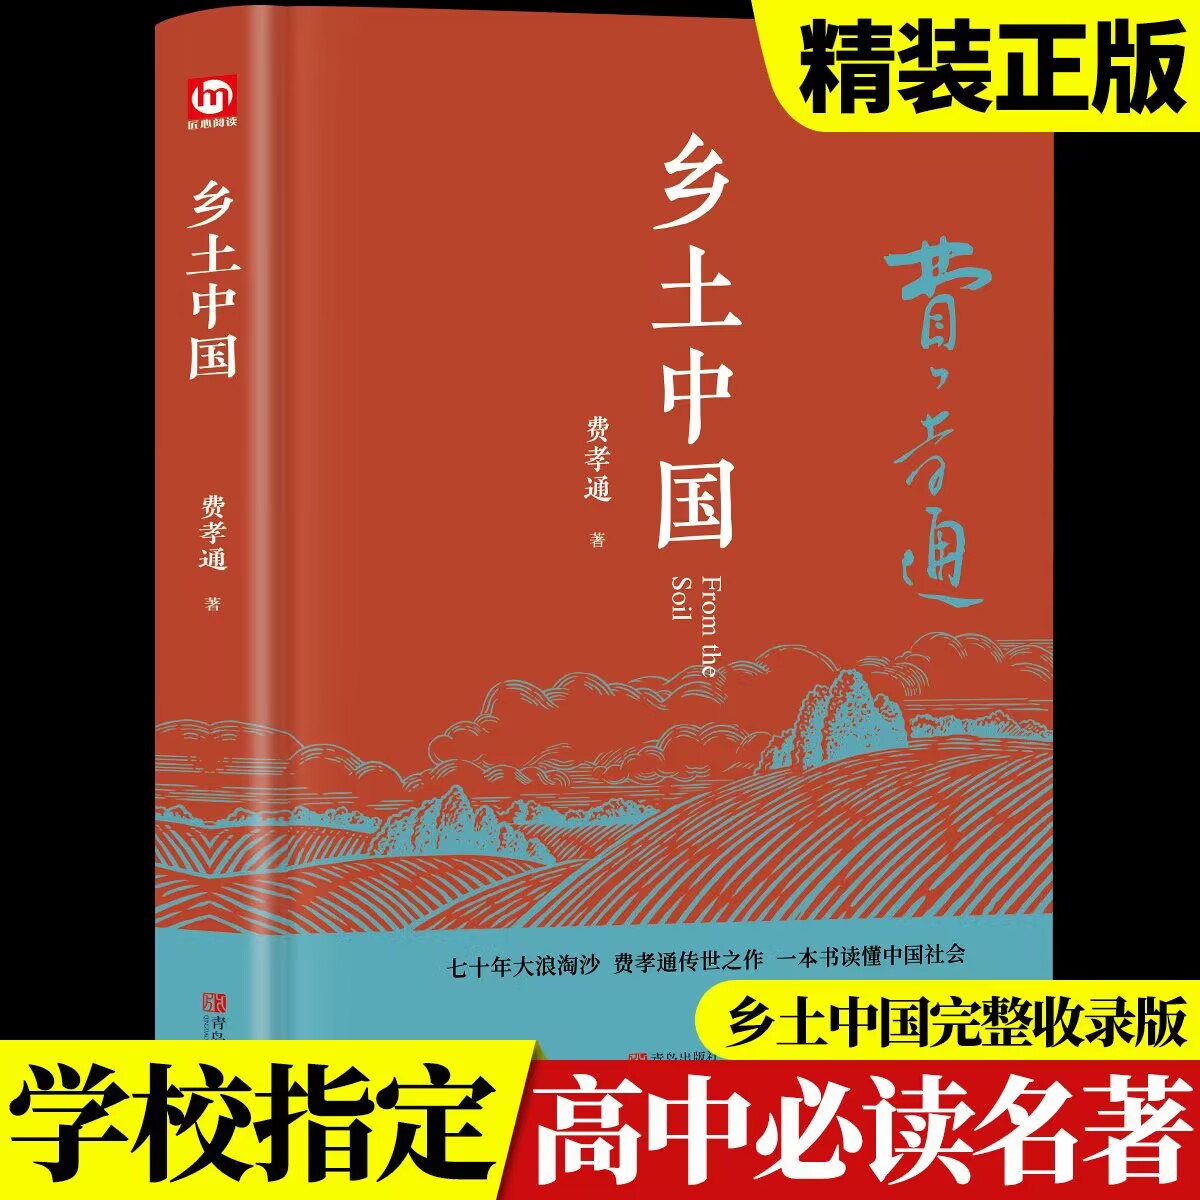 精装正版
匠心阅读
乡土中国
费孝通
著
乡土中国
费孝通
著
From the
Soil
费孝通
七十年大浪淘沙 费孝通传世之作 一本书读懂中国社会
乡土中国完整收录版
学校指定
高中必读名著